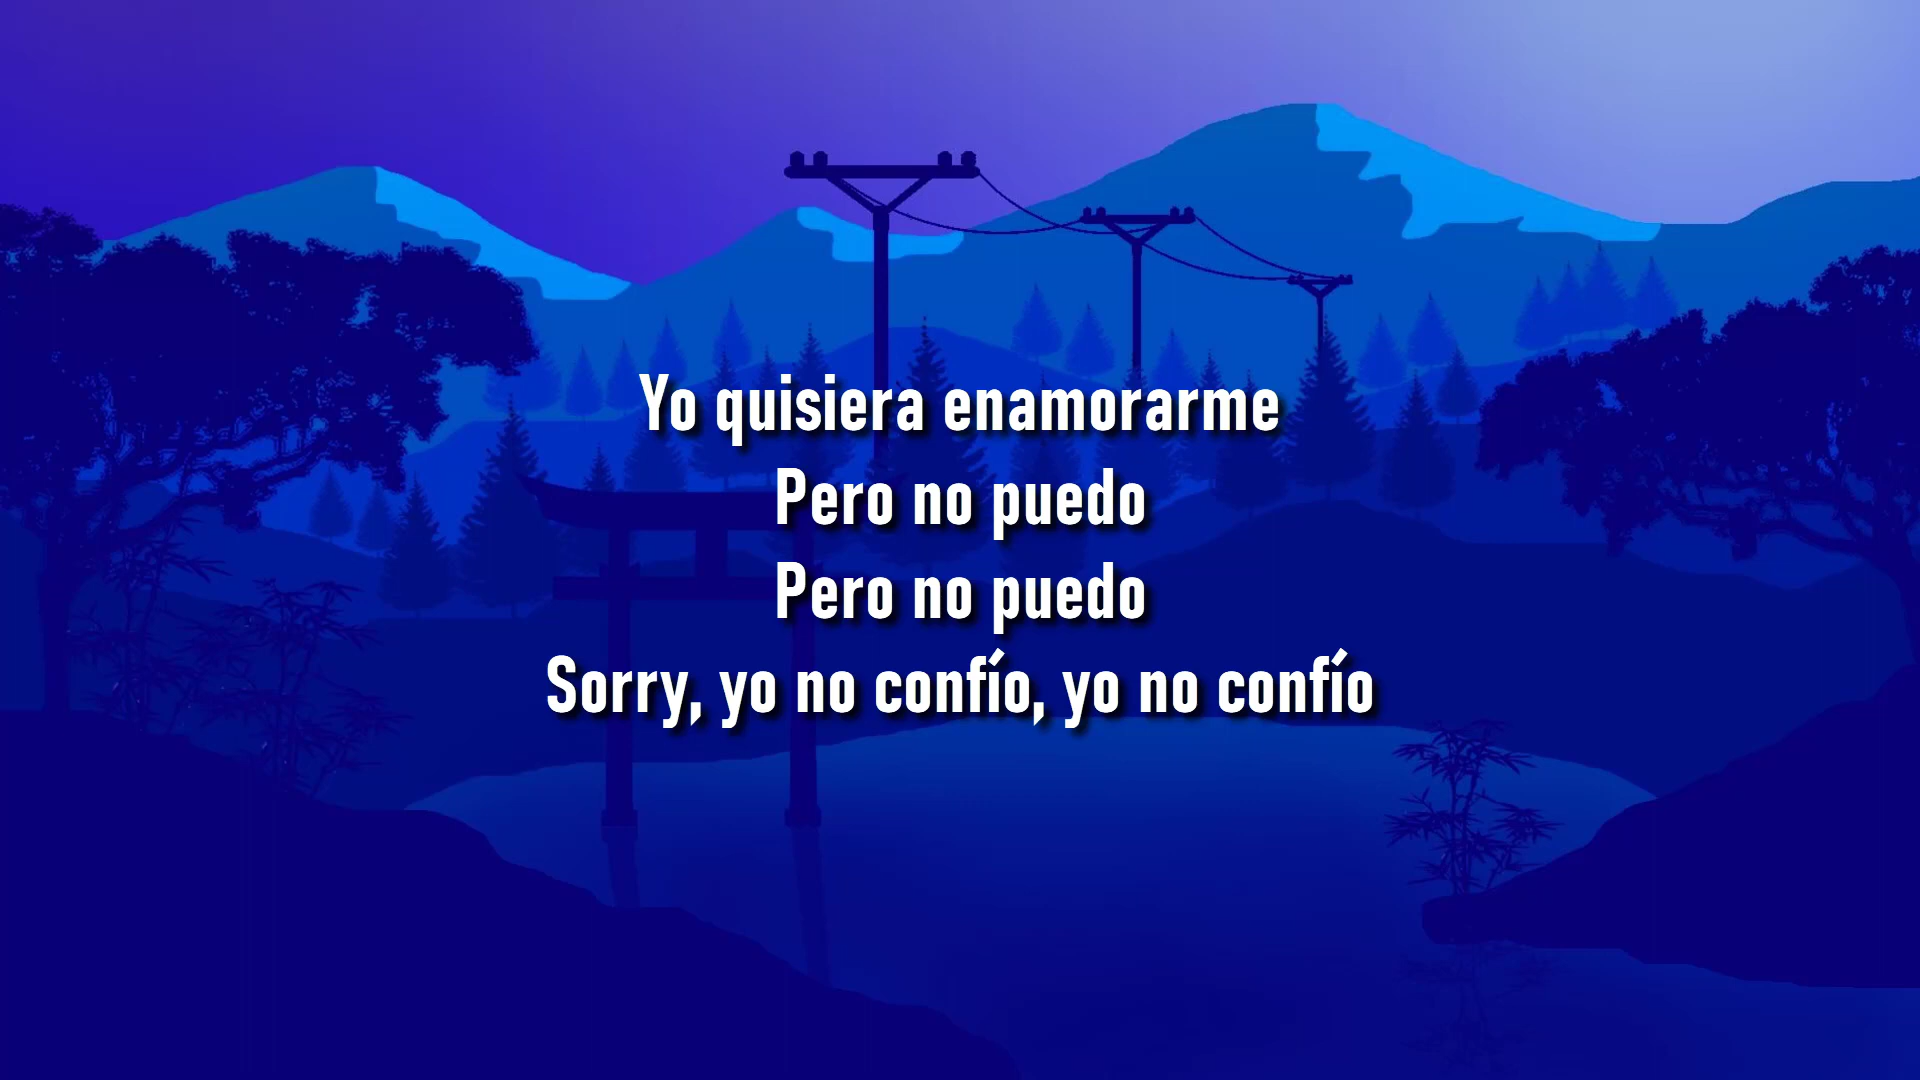 Yo quisiera enamorarme
Pero no puedo
Pero no puedo
Sorry, yo no confío, yo no confío